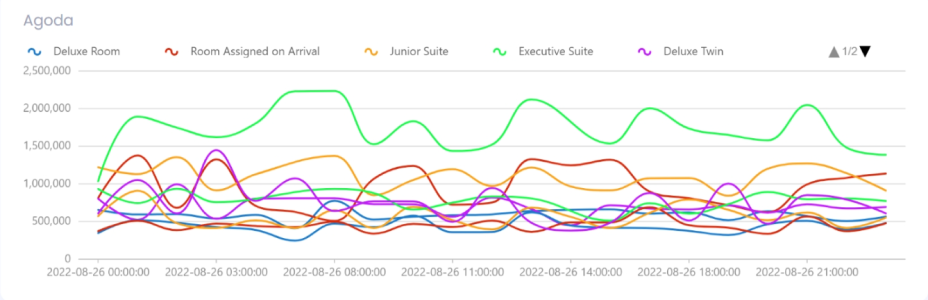 Agoda
Deluxe Room Room Assigned on Arrival Junior Suite Executive Suite Deluxe Twin ▲1/2▼
2,500,000
2,000,000
1,500,000
1,000,000
500,000
0
2022-08-26 00:00:00 2022-08-26 03:00:00 2022-08-26 08:00:00 2022-08-26 11:00:00 2022-08-26 14:00:00 2022-08-26 18:00:00 2022-08-26 21:00:00